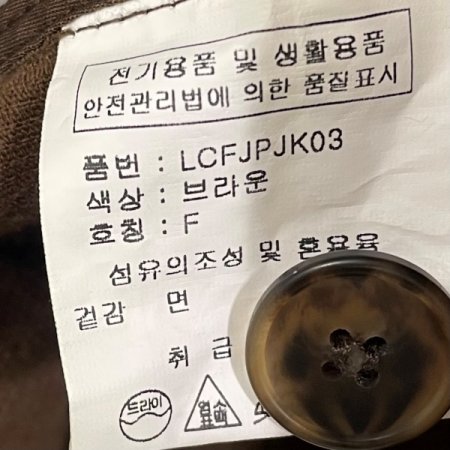 전기용품 및 생활용품
안전관리법에 의한 품질표시
품번 : LCFJPJK03
색상 : 브라운
호칭 : F
섬유의조성 및 혼용율
겉감 면
취급
드라이
염소